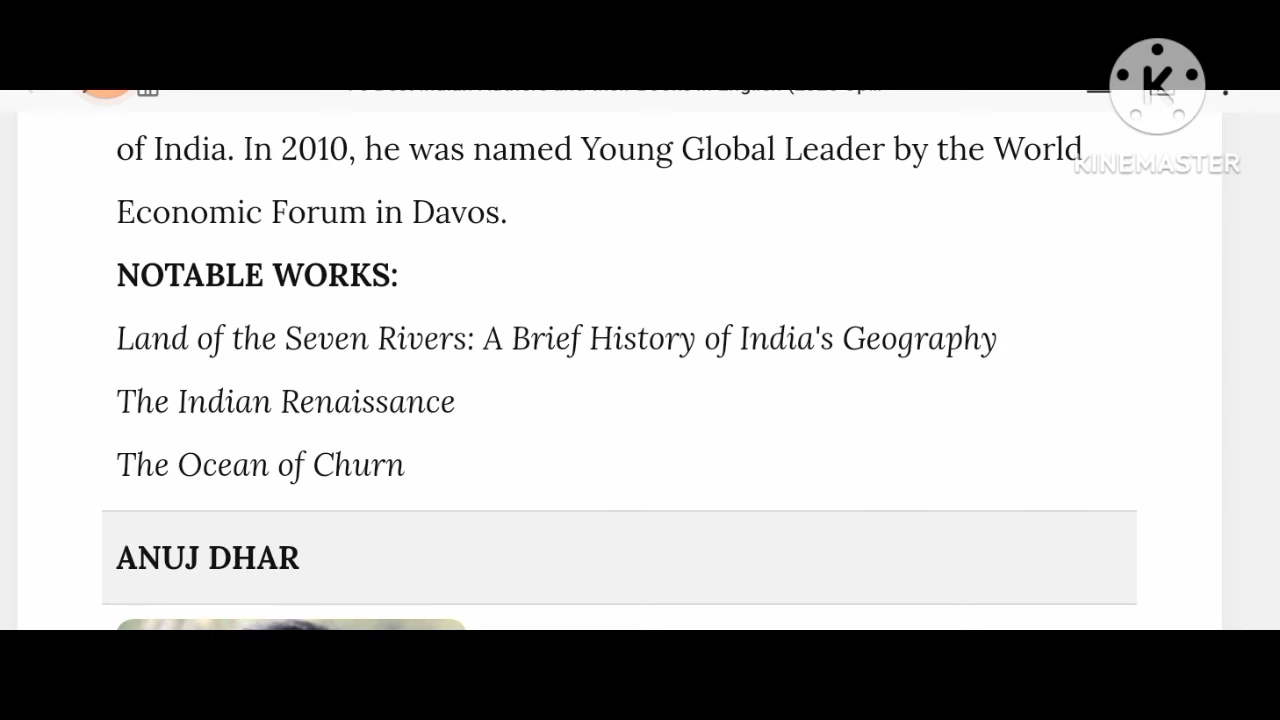 of India. In 2010, he was named Young Global Leader by the World
Economic Forum in Davos.
NOTABLE WORKS:
Land of the Seven Rivers: A Brief History of India's Geography
The Indian Renaissance
The Ocean of Churn
ANUJ DHAR
KINEMASTER